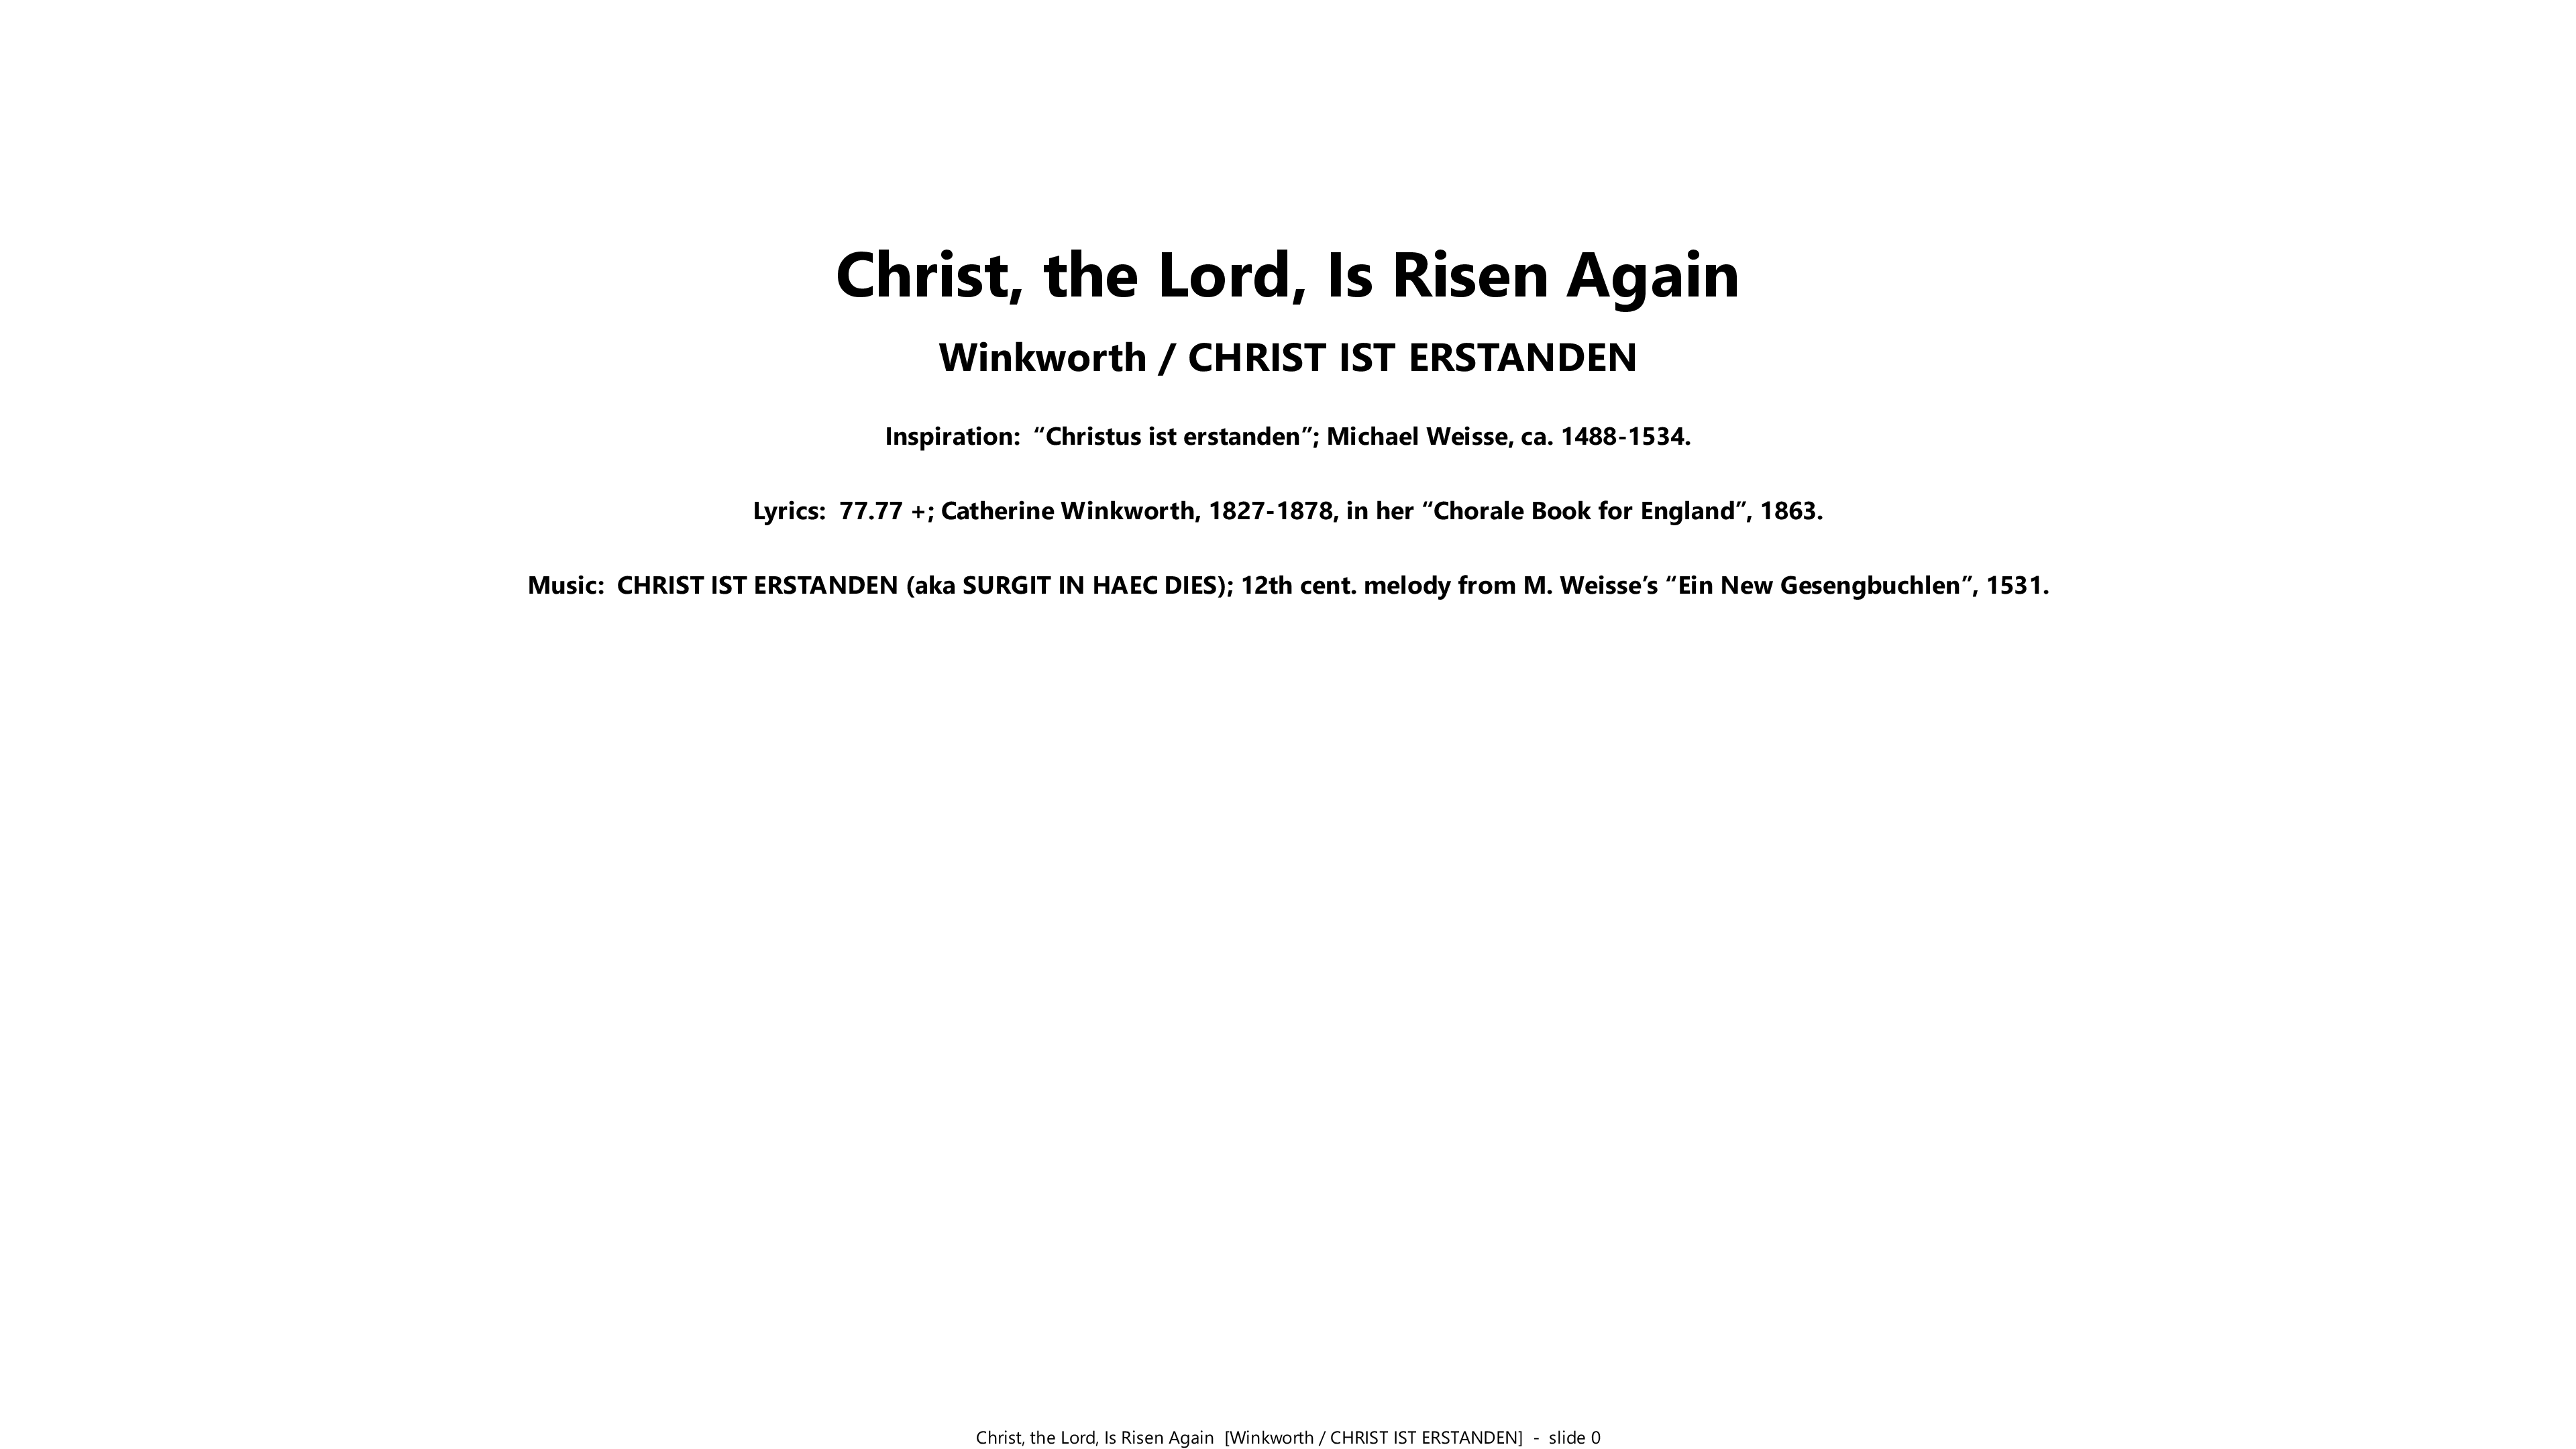 Christ, the Lord, Is Risen Again
Winkworth / CHRIST IST ERSTANDEN
Inspiration:  “Christus ist erstanden”; Michael Weisse, ca. 1488-1534.
Lyrics:  77.77 +; Catherine Winkworth, 1827-1878, in her “Chorale Book for England”, 1863.
Music:  CHRIST IST ERSTANDEN (aka SURGIT IN HAEC DIES); 12th cent. melody from M. Weisse’s “Ein New Gesengbuchlen”, 1531.
Christ, the Lord, Is Risen Again  [Winkworth / CHRIST IST ERSTANDEN]  -  slide 0